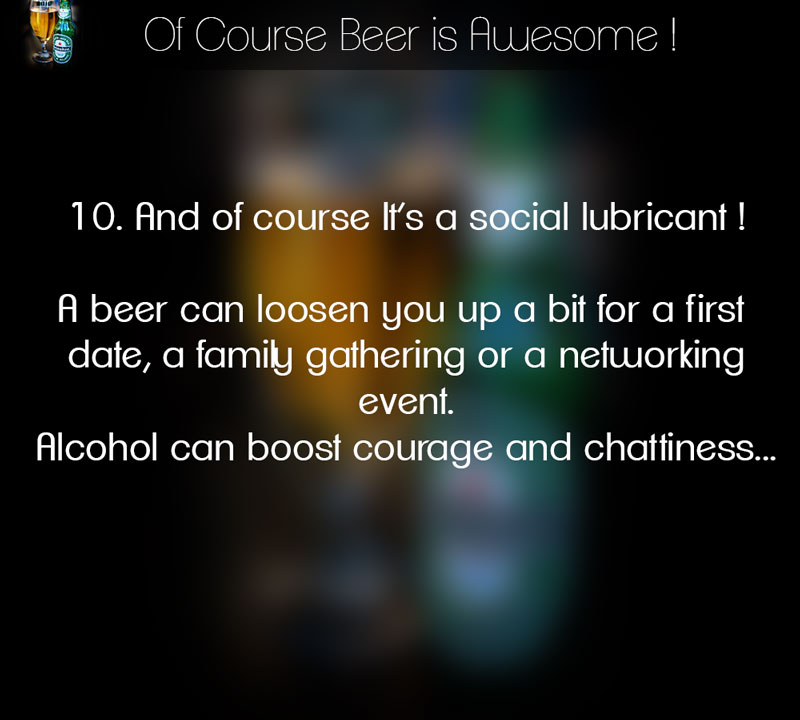 Of Course Beer is Awesome !
10. And of course It's a social lubricant !
A beer can loosen you up a bit for a first
date, a family gathering or a networking
event.
Alcohol can boost courage and chattiness...